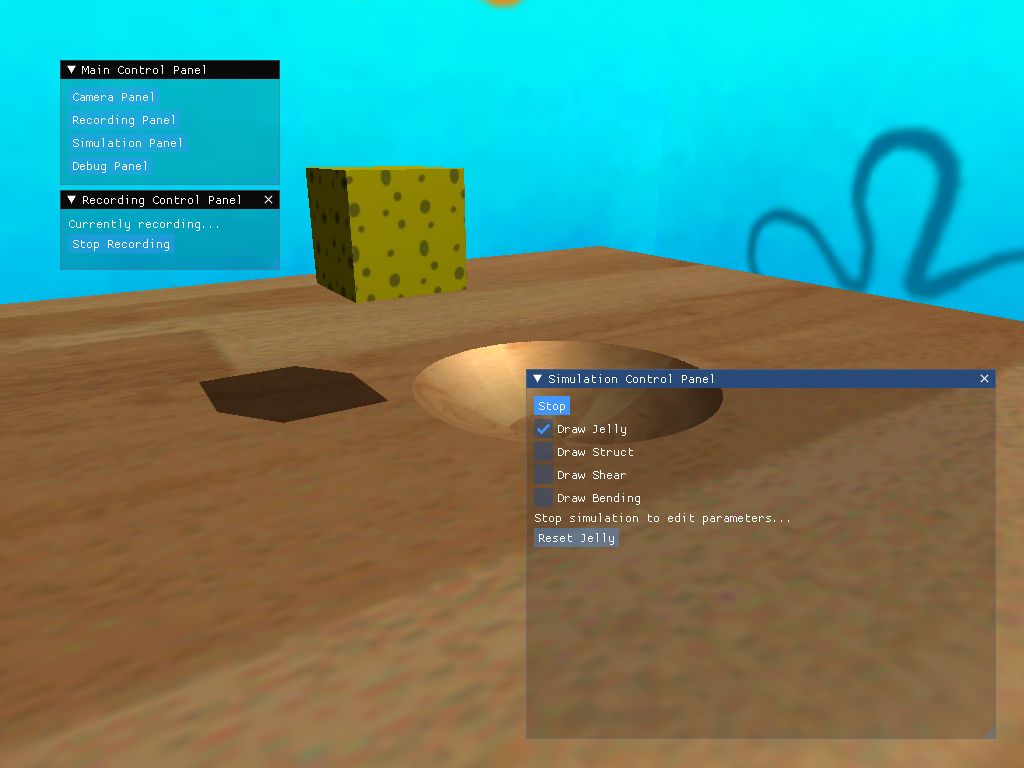 Main Control Panel
Camera Panel
Recording Panel
Simulation Panel
Debug Panel
Recording Control Panel
Currently recording...
Stop Recording
Simulation Control Panel
Stop
Draw Jelly
Draw Struct
Draw Shear
Draw Bending
Stop simulation to edit parameters...
Reset Jelly